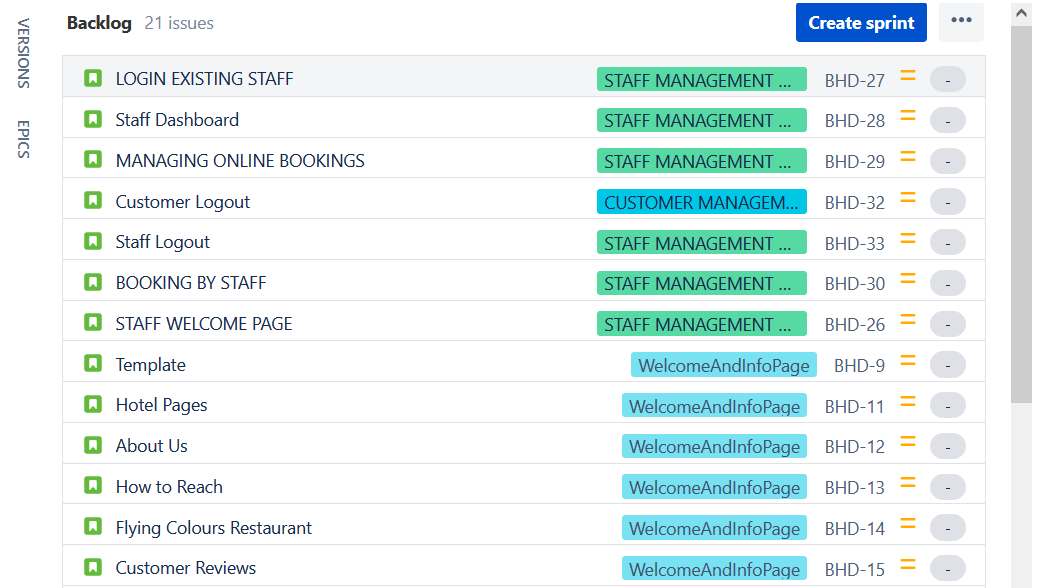 VERSIONS
EPICS
Backlog 21 issues
Create sprint •••
LOGIN EXISTING STAFF STAFF MANAGEMENT ... BHD-27 -
Staff Dashboard STAFF MANAGEMENT ... BHD-28 -
MANAGING ONLINE BOOKINGS STAFF MANAGEMENT ... BHD-29 -
Customer Logout CUSTOMER MANAGEM... BHD-32 -
Staff Logout STAFF MANAGEMENT ... BHD-33 -
BOOKING BY STAFF STAFF MANAGEMENT ... BHD-30 -
STAFF WELCOME PAGE STAFF MANAGEMENT ... BHD-26 -
Template WelcomeAndInfoPage BHD-9 -
Hotel Pages WelcomeAndInfoPage BHD-11 -
About Us WelcomeAndInfoPage BHD-12 -
How to Reach WelcomeAndInfoPage BHD-13 -
Flying Colours Restaurant WelcomeAndInfoPage BHD-14 -
Customer Reviews WelcomeAndInfoPage BHD-15 -